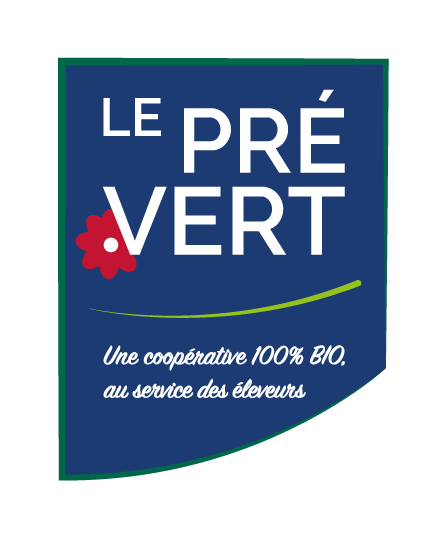 LE
PRÉ
VERT
Une coopérative 100% BIO,
au service des éleveurs